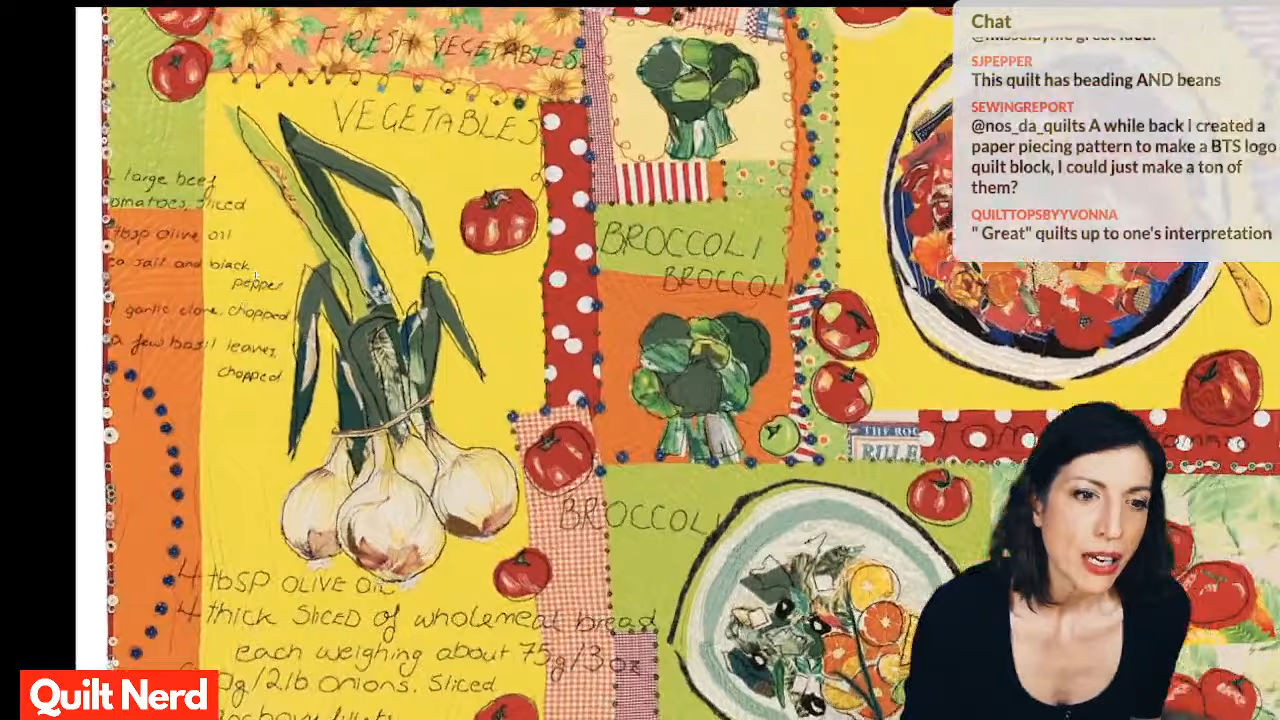 FRESH VEGETABLES
VEGETABLES
large beef
tomatoes, sliced
tbsp olive oil
salt and black
pepper
garlic clove, chopped
a few basil leaves,
chopped
BROCCOLI
BROCCOLI
THE ROC
RULE
BROCCOLI
4 tbsp OLIVE OIL
4 thick SliCED of wholemeal bread
each weighing about 75g/3oz
g/2lb Onions. Sliced
Chat
SJPEPPER
This quilt has beading AND beans
SEWINGREPORT
@nos_da_quilts A while back I created a
paper piecing pattern to make a BTS logo
quilt block, I could just make a ton of
them?
QUILTTOPSBYYVONNA
" Great" quilts up to one's interpretation
Quilt Nerd